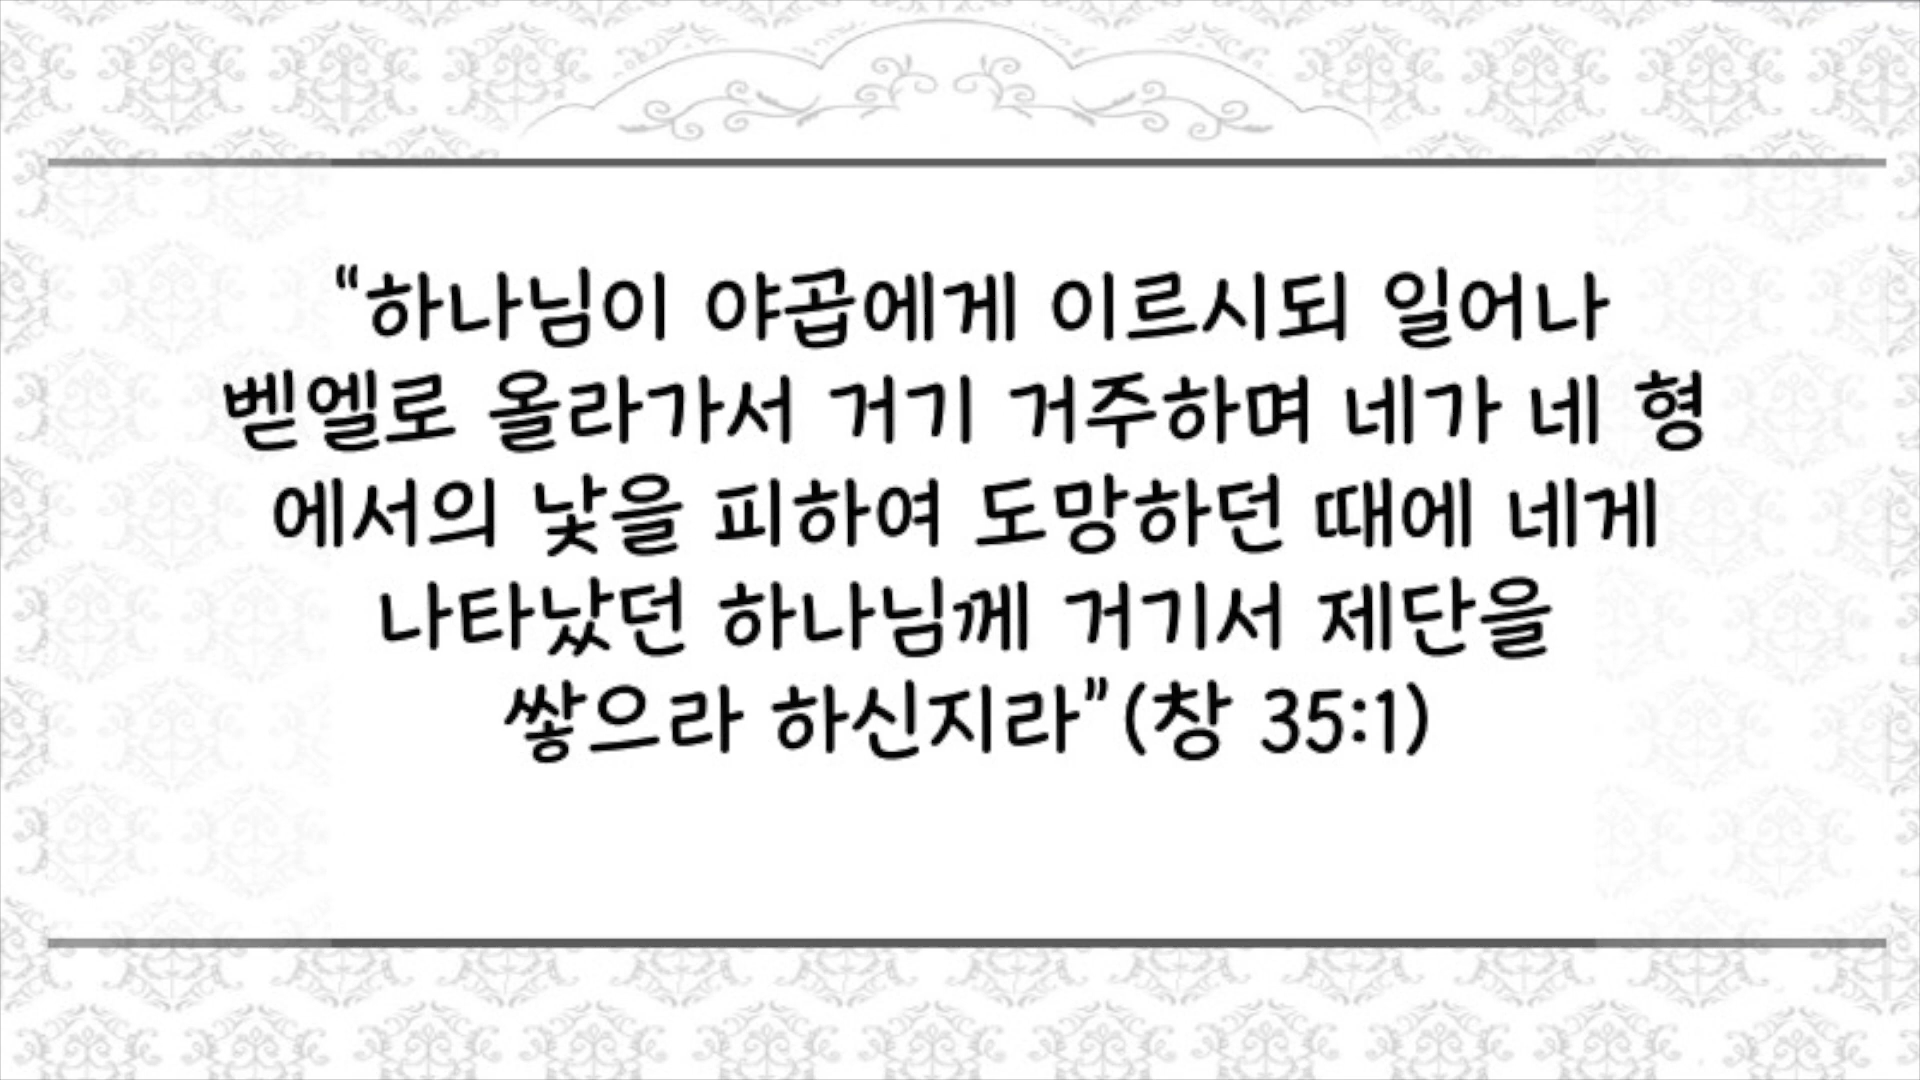 “하나님이 야곱에게 이르시되 일어나
벧엘로 올라가서 거기 거주하며 네가 네 형
에서의 낯을 피하여 도망하던 때에 네게
나타났던 하나님께 거기서 제단을
쌓으라 하신지라”(창 35:1)